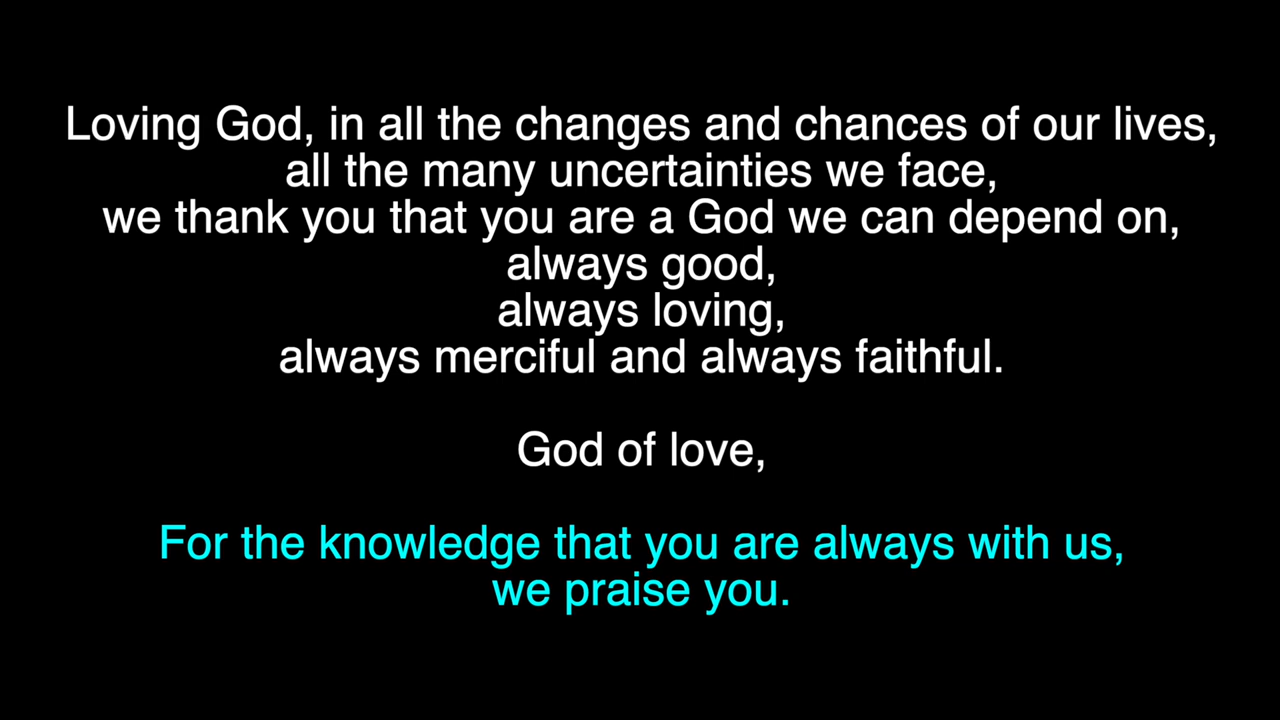 Loving God, in all the changes and chances of our lives,
all the many uncertainties we face,
we thank you that you are a God we can depend on,
always good,
always loving,
always merciful and always faithful.
God of love,
For the knowledge that you are always with us,
we praise you.